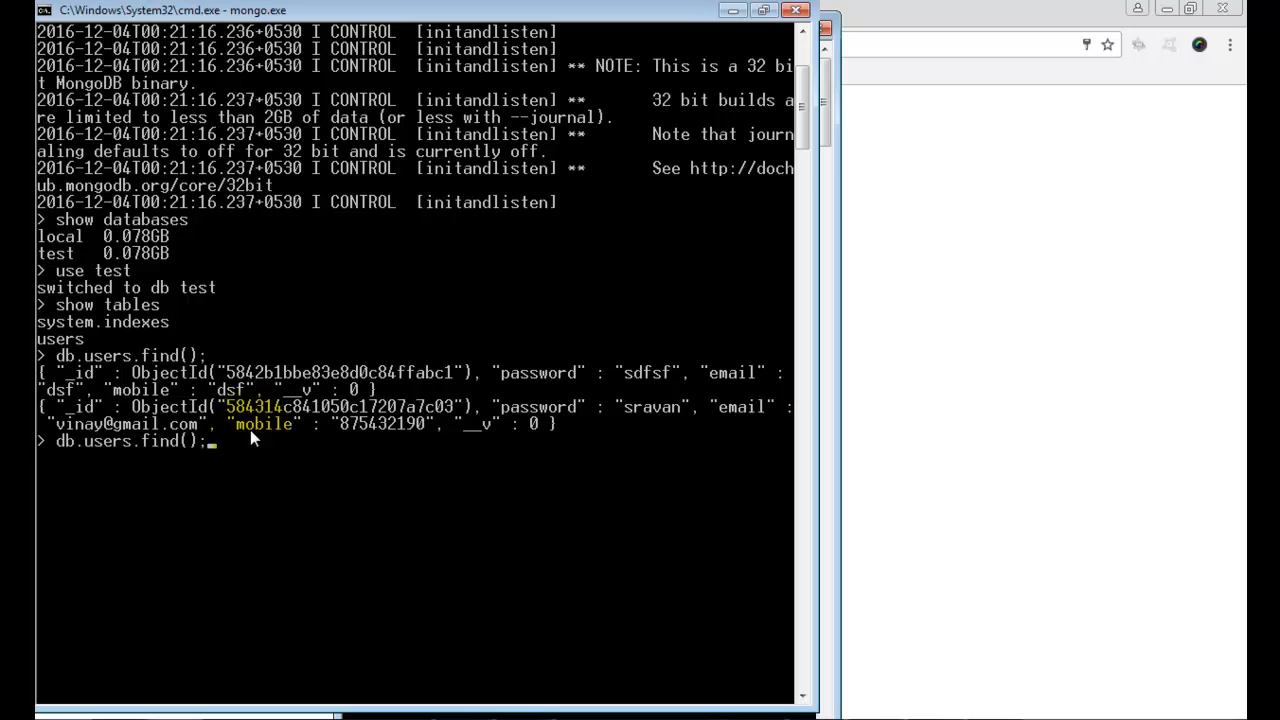 C:\Windows\System32\cmd.exe - mongo.exe
2016-12-04T00:21:16.236+0530 I CONTROL  [initandlisten]
2016-12-04T00:21:16.236+0530 I CONTROL  [initandlisten]
2016-12-04T00:21:16.236+0530 I CONTROL  [initandlisten] ** NOTE: This is a 32 bi
t MongoDB binary.
2016-12-04T00:21:16.237+0530 I CONTROL  [initandlisten] **       32 bit builds a
re limited to less than 2GB of data (or less with --journal).
2016-12-04T00:21:16.237+0530 I CONTROL  [initandlisten] **       Note that journ
aling defaults to off for 32 bit and is currently off.
2016-12-04T00:21:16.237+0530 I CONTROL  [initandlisten] **       See http://doch
ub.mongodb.org/core/32bit
2016-12-04T00:21:16.237+0530 I CONTROL  [initandlisten]
> show databases
local  0.078GB
test   0.078GB
> use test
switched to db test
> show tables
system.indexes
users
> db.users.find();
{ "_id" : ObjectId("5842b1bbe83e8d0c84ffabc1"), "password" : "sdfsf", "email" :
"dsf", "mobile" : "dsf", "__v" : 0 }
{ "_id" : ObjectId("584314c841050c17207a7c03"), "password" : "sravan", "email" :
"vinay@gmail.com", "mobile" : "875432190", "__v" : 0 }
> db.users.find();